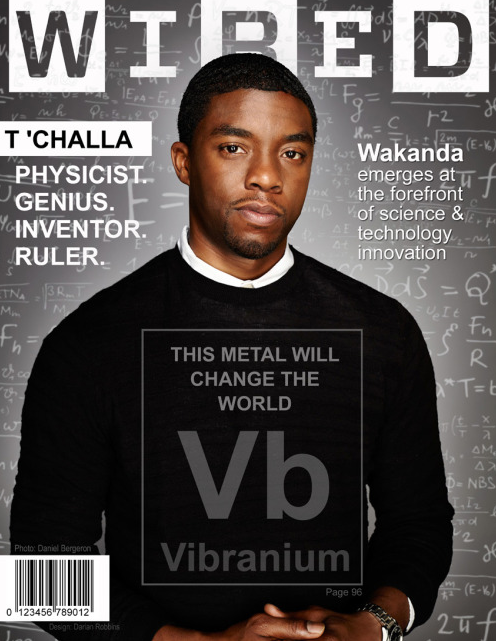 WIRED
T 'CHALLA
PHYSICIST.
GENIUS.
INVENTOR.
RULER.
Wakanda
emerges at
the forefront
of science &
technology
innovation
THIS METAL WILL
CHANGE THE
WORLD
Vb
Vibranium
Page 96
Photo: Daniel Bergeron
0 123456 789012
Design: Darian Robbins